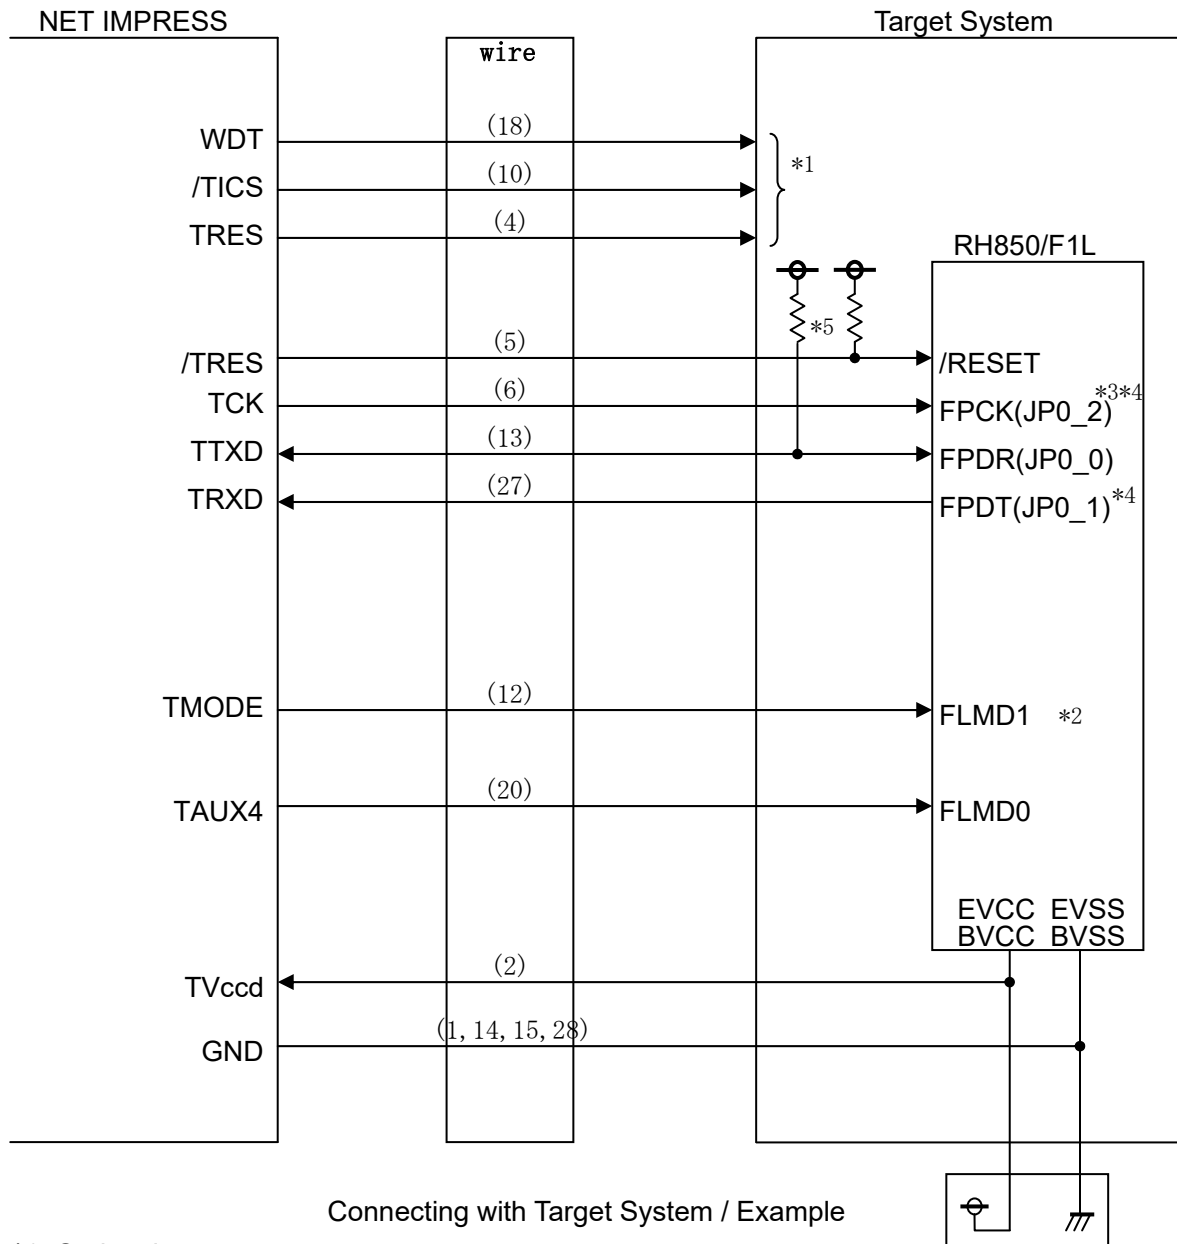 NET IMPRESS
Target System
wire
WDT
(18)
*1
/TICS
(10)
TRES
(4)
RH850/F1L
*5
/TRES
(5)
/RESET
TCK
(6)
FPCK(JP0_2)*3*4
TTXD
(13)
FPDR(JP0_0)
TRXD
(27)
FPDT(JP0_1)*4
TMODE
(12)
FLMD1 *2
TAUX4
(20)
FLMD0
EVCC EVSS
BVCC BVSS
TVccd
(2)
GND
(1, 14, 15, 28)
Connecting with Target System / Example